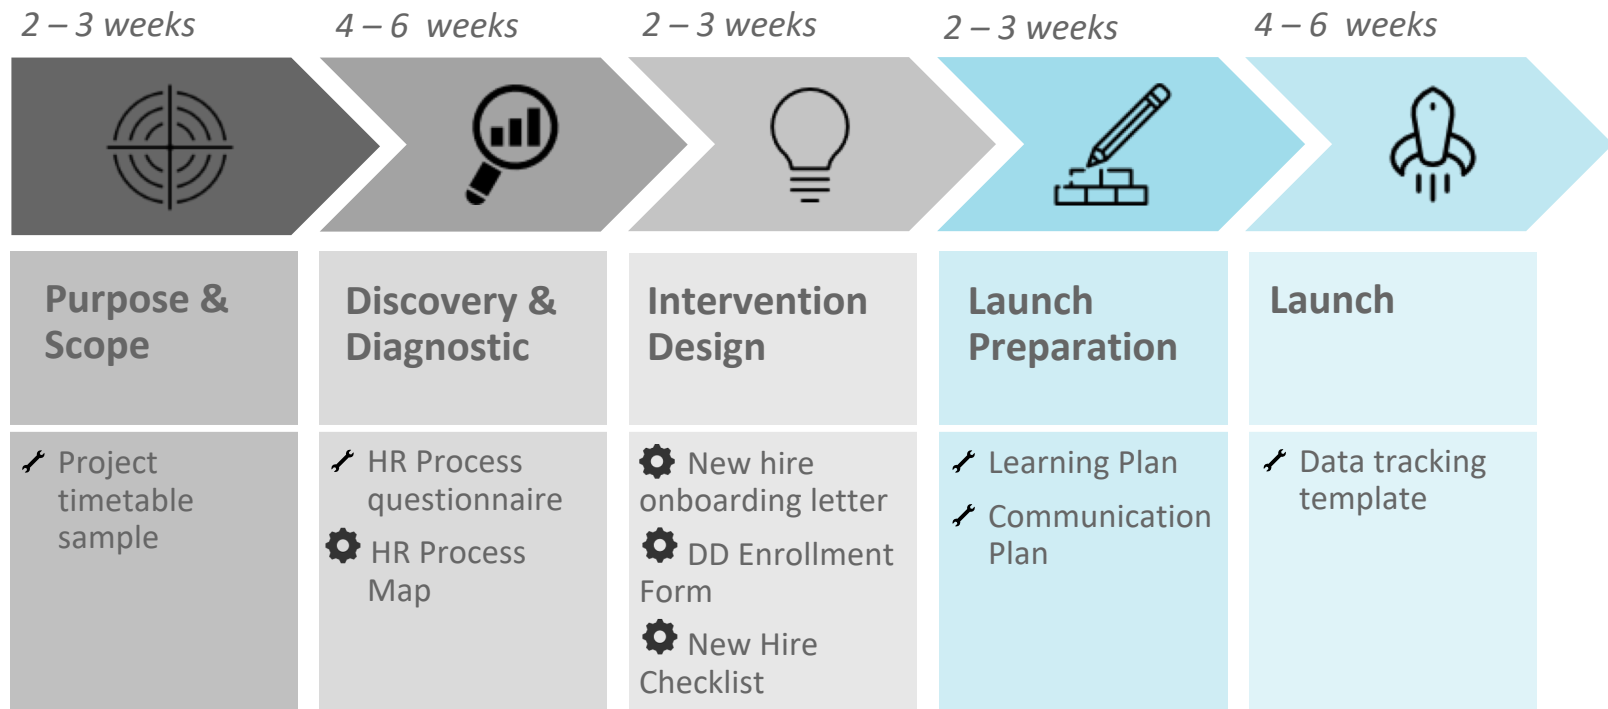 2 – 3 weeks
4 – 6 weeks
2 – 3 weeks
2 – 3 weeks
4 – 6 weeks
Purpose &
Scope
Discovery &
Diagnostic
Intervention
Design
Launch
Preparation
Launch
Project
timetable
sample
HR Process
questionnaire
HR Process
Map
New hire
onboarding letter
DD Enrollment
Form
New Hire
Checklist
Learning Plan
Communication
Plan
Data tracking
template